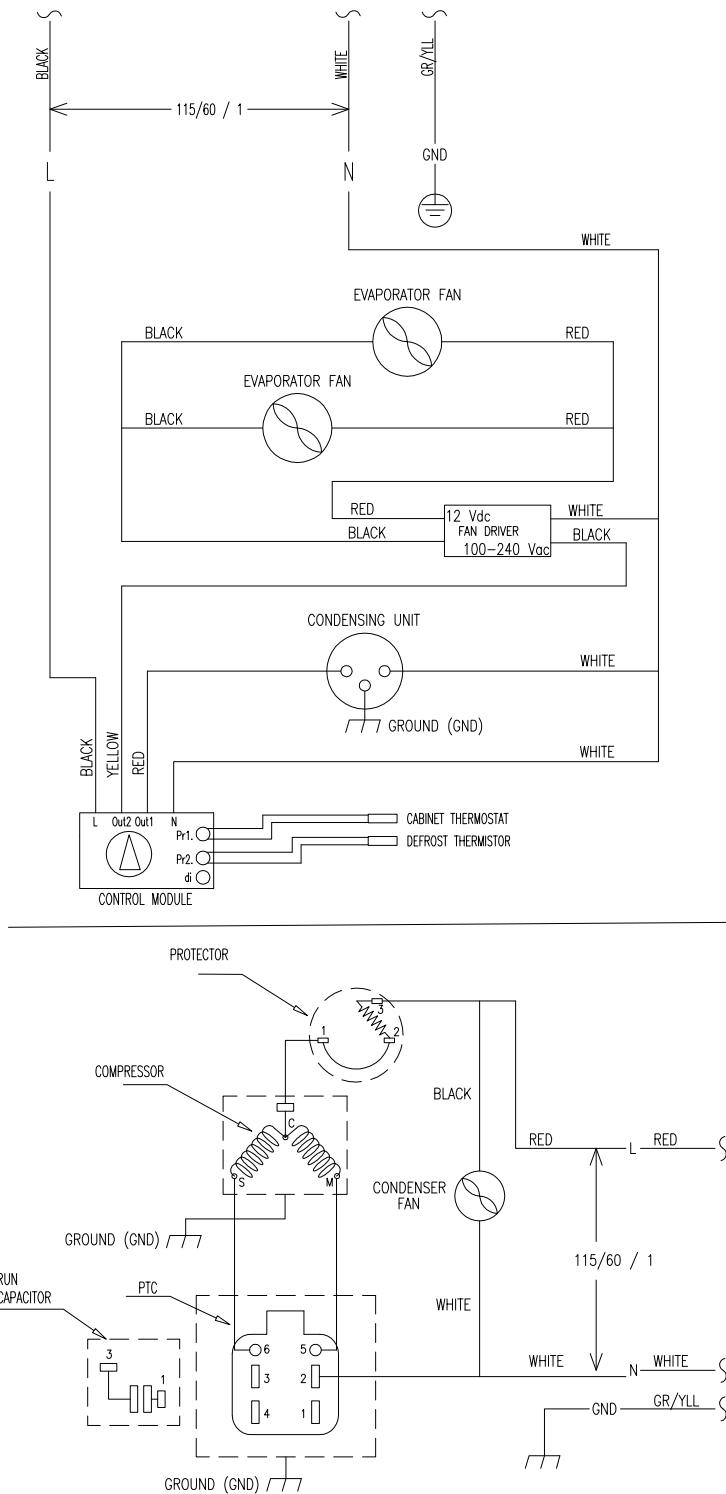 BLACK
WHITE
GR/YLL
115/60 / 1
GND
L
N
WHITE
EVAPORATOR FAN
BLACK
RED
EVAPORATOR FAN
BLACK
RED
RED
12 Vdc
WHITE
BLACK
FAN DRIVER
BLACK
100-240 Vac
CONDENSING UNIT
WHITE
GROUND (GND)
BLACK
YELLOW
RED
WHITE
L Out2 Out1 N
Pr1.
CABINET THERMOSTAT
Pr2.
DEFROST THERMISTOR
di
CONTROL MODULE
PROTECTOR
3
1
2
COMPRESSOR
BLACK
C
RED
L
RED
S
M
CONDENSER
FAN
GROUND (GND)
115/60 / 1
RUN
CAPACITOR
PTC
WHITE
6
5
3
1
3
2
WHITE
N
WHITE
4
1
GND
GR/YLL
GROUND (GND)